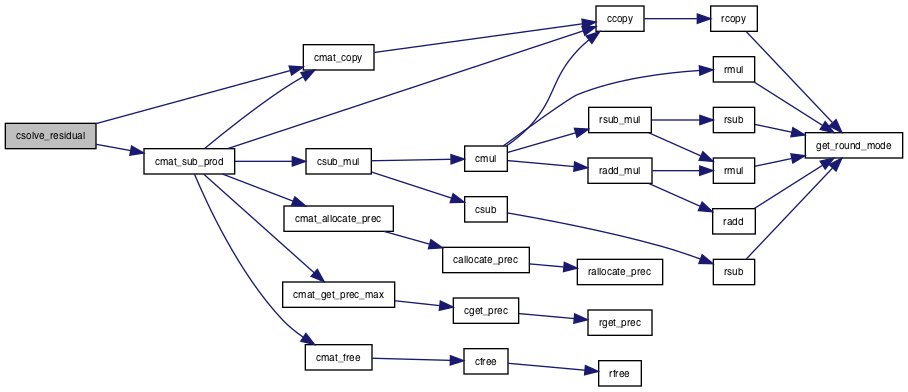 csolve_residual
cmat_copy
cmat_sub_prod
csub_mul
cmat_allocate_prec
cmat_get_prec_max
cmat_free
ccopy
cmul
csub
callocate_prec
cget_prec
cfree
rcopy
rmul
rsub_mul
rsub
radd_mul
rmul
radd
rsub
rallocate_prec
rget_prec
rfree
get_round_mode